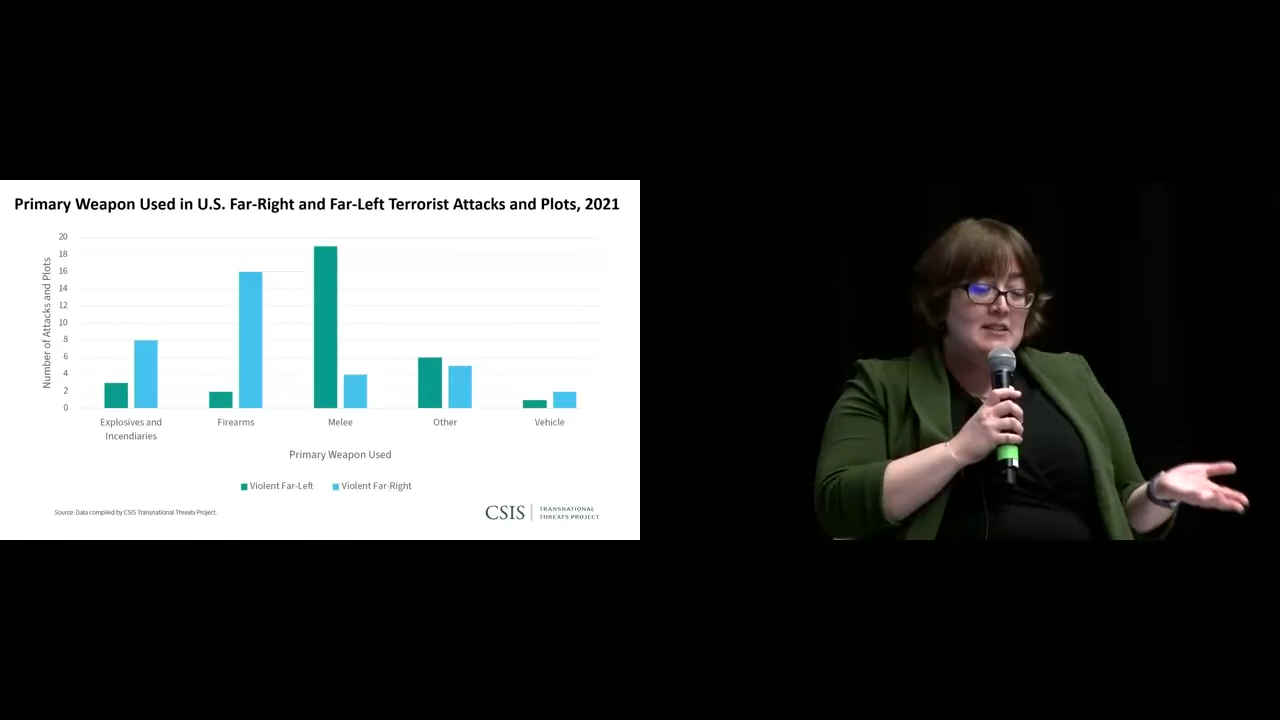 Primary Weapon Used in U.S. Far-Right and Far-Left Terrorist Attacks and Plots, 2021
Number of Attacks and Plots
20
18
16
14
12
10
8
6
4
2
0
Explosives and
Incendiaries
Firearms
Melee
Other
Vehicle
Primary Weapon Used
Violent Far-Left
Violent Far-Right
Source: Data compiled by CSIS Transnational Threats Project.
CSIS
TRANSNATIONAL
THREATS PROJECT